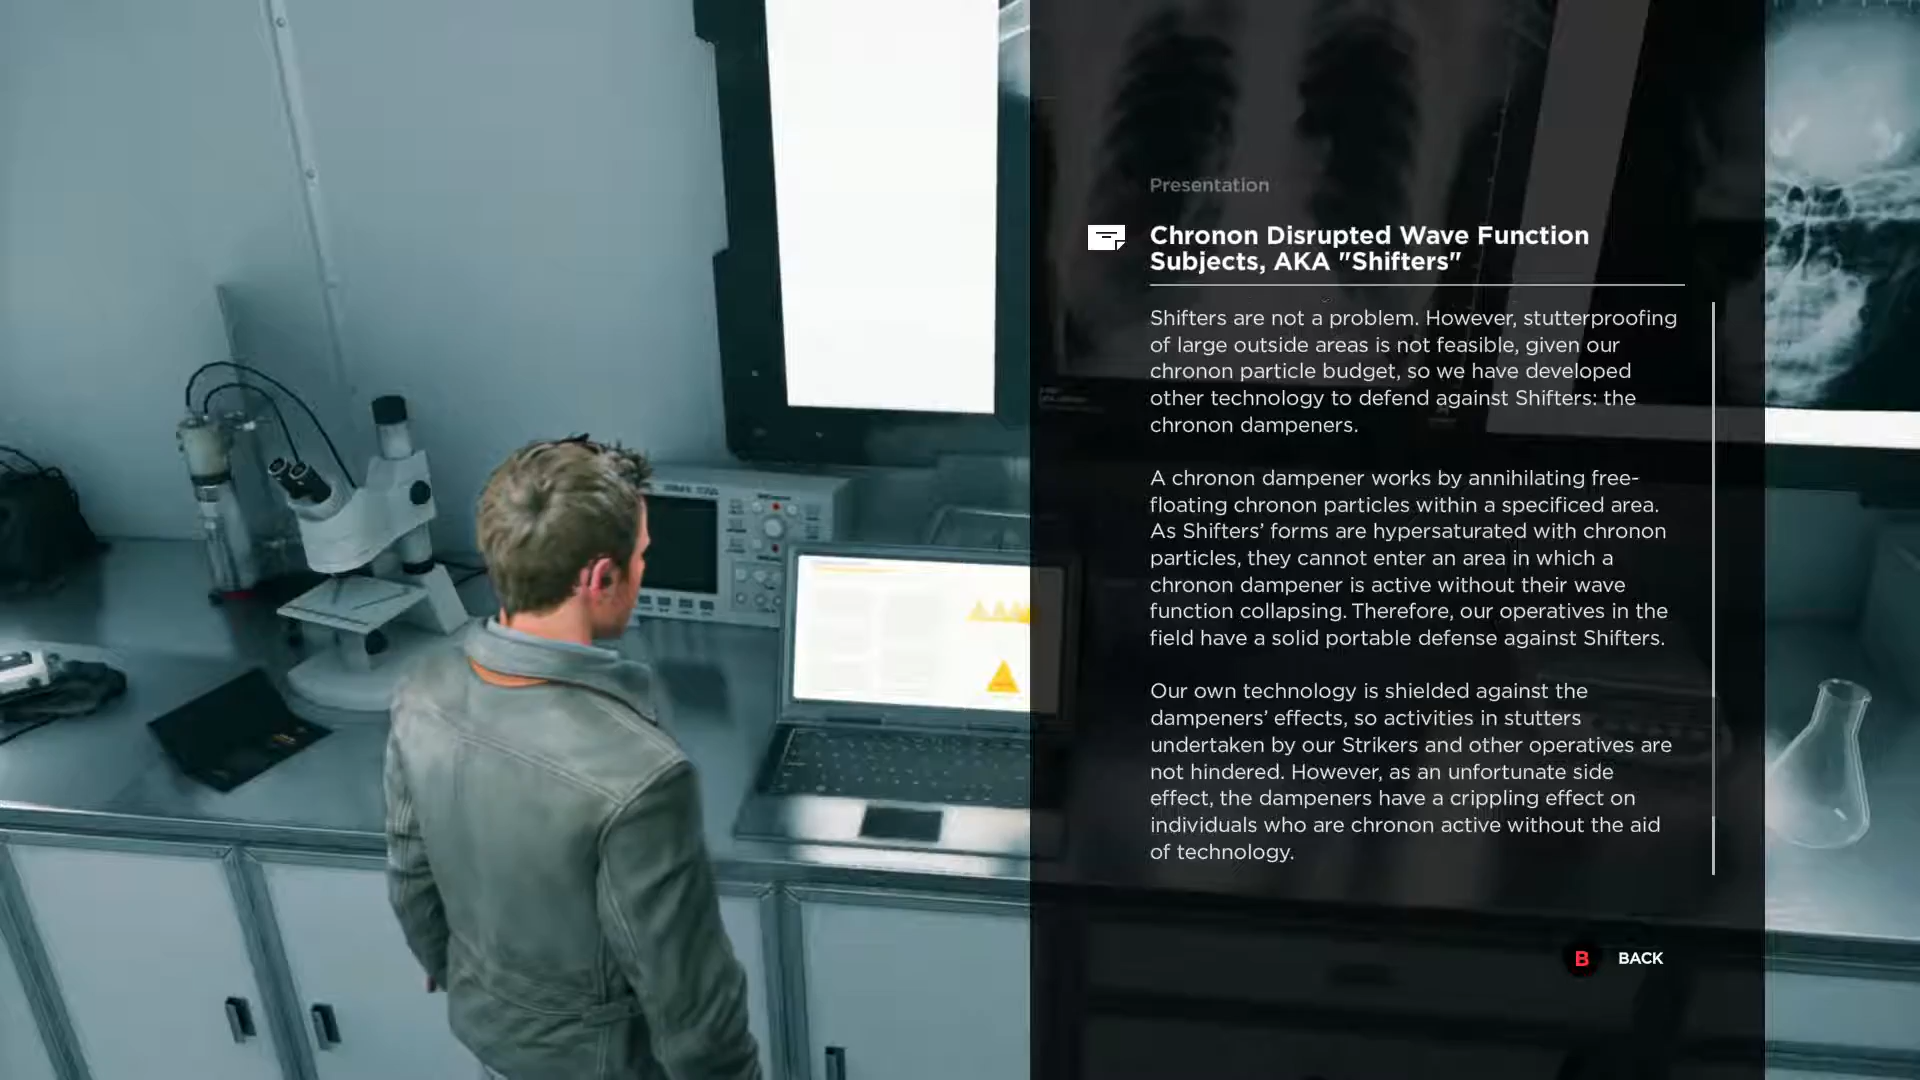 Presentation
Chronon Disrupted Wave Function
Subjects, AKA "Shifters"
Shifters are not a problem. However, stutterproofing
of large outside areas is not feasible, given our
chronon particle budget, so we have developed
other technology to defend against Shifters: the
chronon dampeners.
A chronon dampener works by annihilating free-
floating chronon particles within a specificed area.
As Shifters’ forms are hypersaturated with chronon
particles, they cannot enter an area in which a
chronon dampener is active without their wave
function collapsing. Therefore, our operatives in the
field have a solid portable defense against Shifters.
Our own technology is shielded against the
dampeners’ effects, so activities in stutters
undertaken by our Strikers and other operatives are
not hindered. However, as an unfortunate side
effect, the dampeners have a crippling effect on
individuals who are chronon active without the aid
of technology.
B BACK